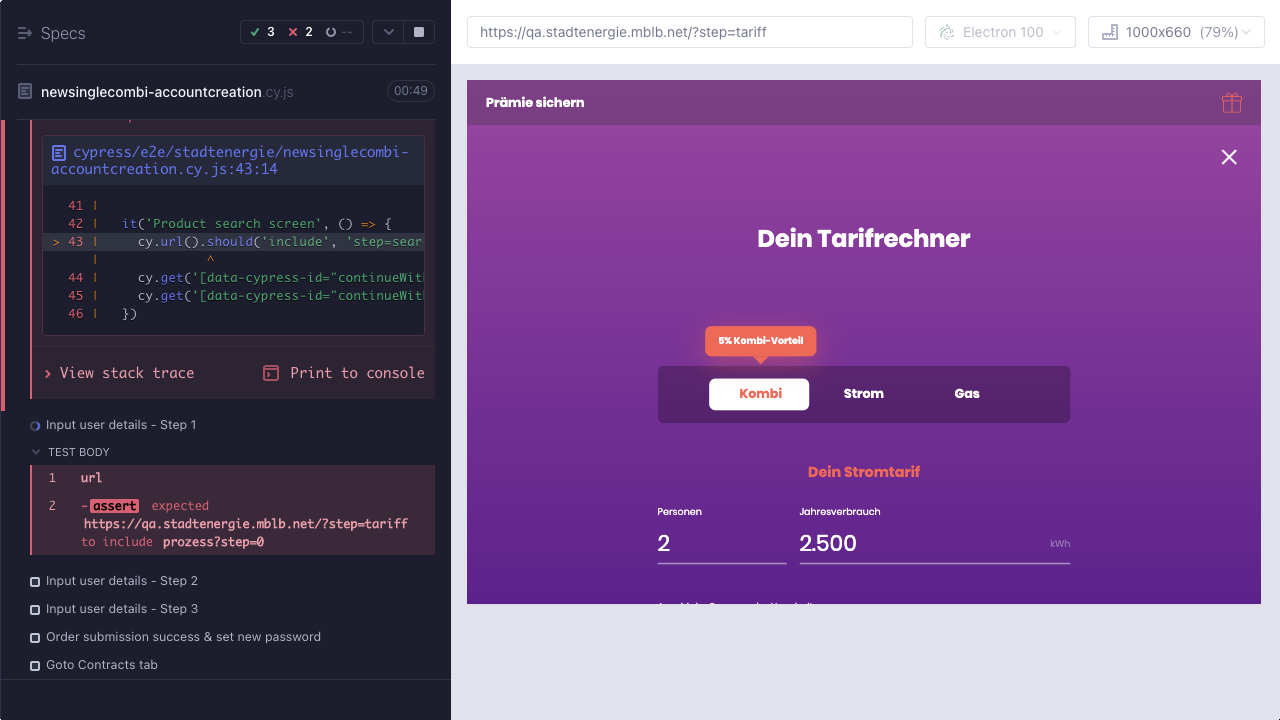 Specs
3
2
--
newsinglecombi-accountcreation.cy.js
00:49
cypress/e2e/stadtenergie/newsinglecombi-
accountcreation.cy.js:43:14
41 |
42 | it('Product search screen', () => {
> 43 | cy.url().should('include', 'step=sear
| ^
44 | cy.get('[data-cypress-id="continueWit
45 | cy.get('[data-cypress-id="continueWit
46 | })
View stack trace
Print to console
Input user details - Step 1
TEST BODY
1 url
2 -assert expected
https://qa.stadtenergie.mblb.net/?step=tariff
to include prozess?step=0
Input user details - Step 2
Input user details - Step 3
Order submission success & set new password
Goto Contracts tab
https://qa.stadtenergie.mblb.net/?step=tariff
Electron 100
1000x660 (79%)
Prämie sichern
Dein Tarifrechner
5% Kombi-Vorteil
Kombi
Strom
Gas
Dein Stromtarif
Personen
Jahresverbrauch
2
2.500
kWh